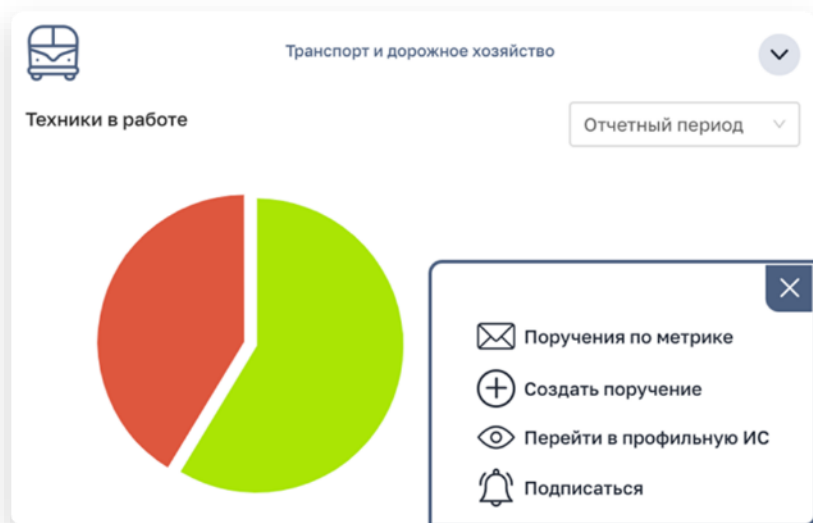 Транспорт и дорожное хозяйство
Техники в работе
Отчетный период
Поручения по метрике
Создать поручение
Перейти в профильную ИС
Подписаться